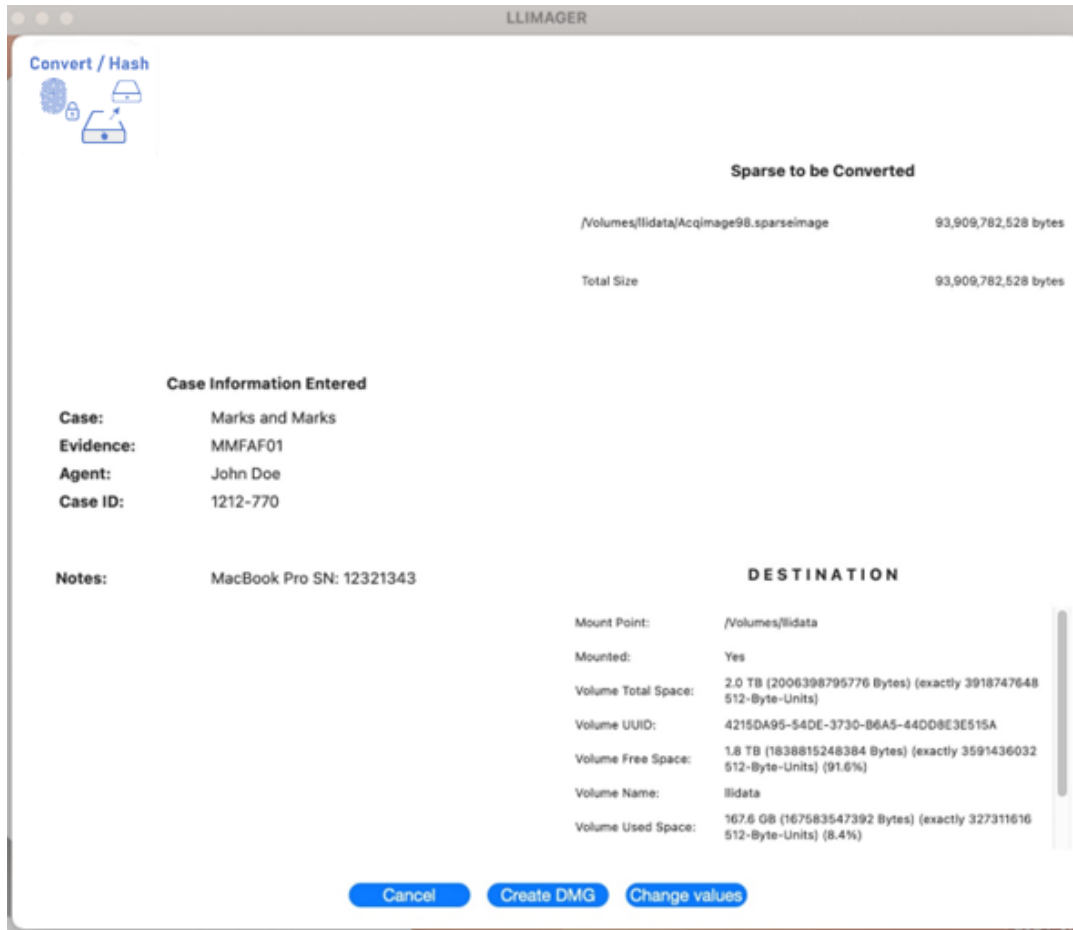 LLIMAGER
Convert / Hash
Sparse to be Converted
/Volumes/llidata/Acqimage98.sparseimage 93,909,782,528 bytes
Total Size 93,909,782,528 bytes
Case Information Entered
Case: Marks and Marks
Evidence: MMFAF01
Agent: John Doe
Case ID: 1212-770
Notes: MacBook Pro SN: 12321343
DESTINATION
Mount Point: /Volumes/llidata
Mounted: Yes
Volume Total Space: 2.0 TB (2006398795776 Bytes) (exactly 3918747648
512-Byte-Units)
Volume UUID: 4215DA95-54DE-3730-B6A5-44DD8E3E515A
Volume Free Space: 1.8 TB (1838815248384 Bytes) (exactly 3591436032
512-Byte-Units) (91.6%)
Volume Name: llidata
Volume Used Space: 167.6 GB (167583547392 Bytes) (exactly 327311616
512-Byte-Units) (8.4%)
Cancel Create DMG Change values